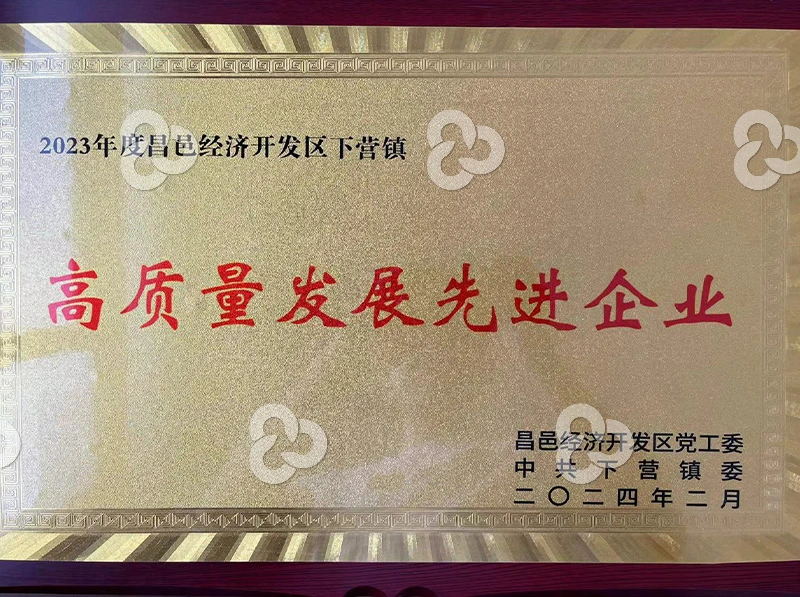 2023年度昌邑经济开发区下营镇
高质量发展先进企业
昌邑经济开发区党工委
中共下营镇委
二〇二四年二月